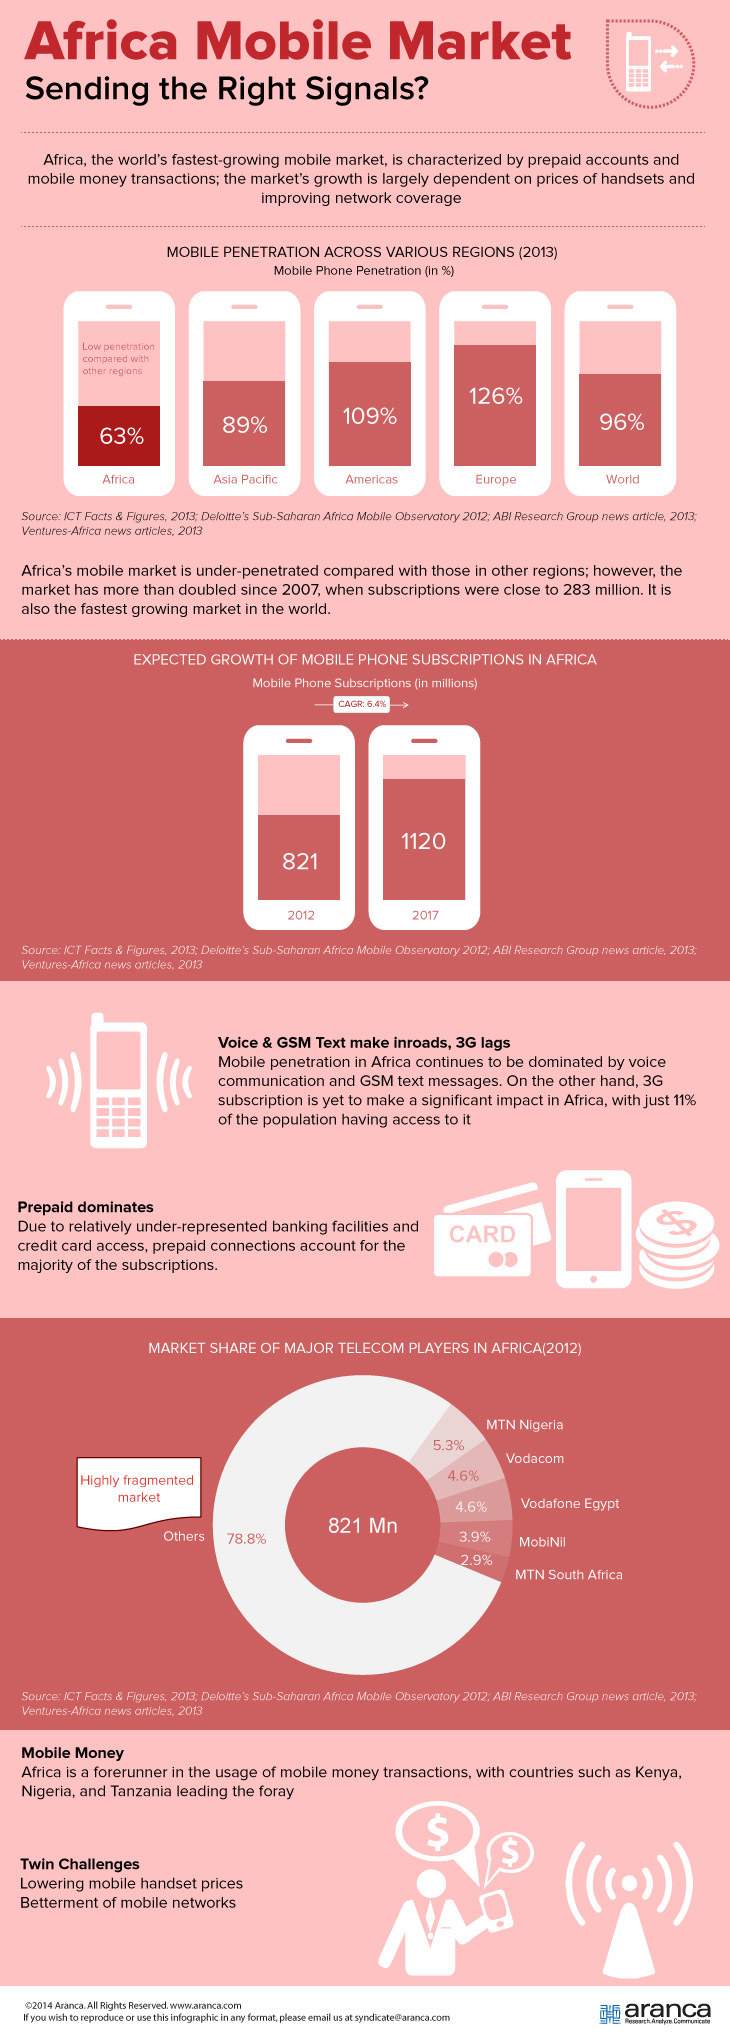 Africa Mobile Market
Sending the Right Signals?
Africa, the world's fastest-growing mobile market, is characterized by prepaid accounts and
mobile money transactions; the market's growth is largely dependent on prices of handsets and
improving network coverage
MOBILE PENETRATION ACROSS VARIOUS REGIONS (2013)
Mobile Phone Penetration (in %)
Low penetration
compared with
other regions
63%
Africa
89%
Asia Pacific
109%
Americas
126%
Europe
96%
World
Source: ICT Facts & Figures, 2013; Deloitte's Sub-Saharan Africa Mobile Observatory 2012; ABI Research Group news article, 2013;
Ventures-Africa news articles, 2013
Africa's mobile market is under-penetrated compared with those in other regions; however, the
market has more than doubled since 2007, when subscriptions were close to 283 million. It is
also the fastest growing market in the world.
EXPECTED GROWTH OF MOBILE PHONE SUBSCRIPTIONS IN AFRICA
Mobile Phone Subscriptions (in millions)
CAGR: 6.4%
821
2012
1120
2017
Source: ICT Facts & Figures, 2013; Deloitte's Sub-Saharan Africa Mobile Observatory 2012; ABI Research Group news article, 2013;
Ventures-Africa news articles, 2013
Voice & GSM Text make inroads, 3G lags
Mobile penetration in Africa continues to be dominated by voice
communication and GSM text messages. On the other hand, 3G
subscription is yet to make a significant impact in Africa, with just 11%
of the population having access to it
Prepaid dominates
Due to relatively under-represented banking facilities and
credit card access, prepaid connections account for the
majority of the subscriptions.
CARD
$
MARKET SHARE OF MAJOR TELECOM PLAYERS IN AFRICA(2012)
MTN Nigeria
5.3%
Vodacom
4.6%
Vodafone Egypt
4.6%
MobiNil
3.9%
MTN South Africa
2.9%
Highly fragmented
market
Others
78.8%
821 Mn
Source: ICT Facts & Figures, 2013; Deloitte's Sub-Saharan Africa Mobile Observatory 2012; ABI Research Group news article, 2013;
Ventures-Africa news articles, 2013
Mobile Money
Africa is a forerunner in the usage of mobile money transactions, with countries such as Kenya,
Nigeria, and Tanzania leading the foray
$
$
Twin Challenges
Lowering mobile handset prices
Betterment of mobile networks
©2014 Aranca. All Rights Reserved. www.aranca.com
If you wish to reproduce or use this infographic in any format, please email us at syndicate@aranca.com
aranca
Research.Analyze.Communicate